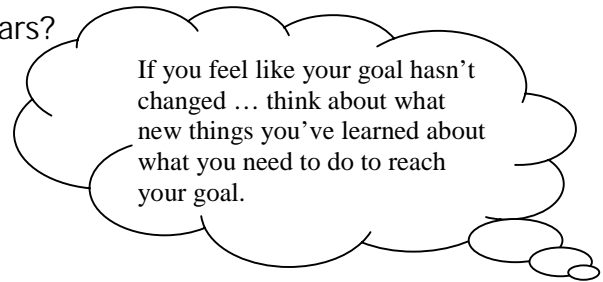 ars?
If you feel like your goal hasn’t
changed … think about what
new things you’ve learned about
what you need to do to reach
your goal.